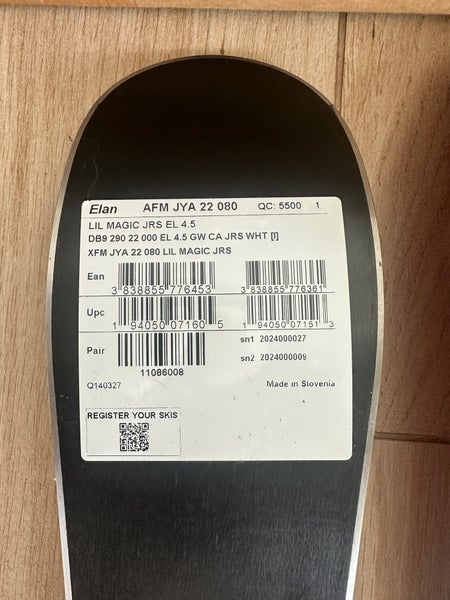 Elan AFM JYA 22 080 QC: 5500 1
LIL MAGIC JRS EL 4.5
DB9 290 22 000 EL 4.5 GW CA JRS WHT [I]
XFM JYA 22 080 LIL MAGIC JRS
Ean 3 838855 776453 3 838855 776361
Upc 1 94050 07160 5 1 94050 07151 3
Pair sn1 2024000027
sn2 2024000009
11086008
Q140327 Made in Slovenia
REGISTER YOUR SKIS